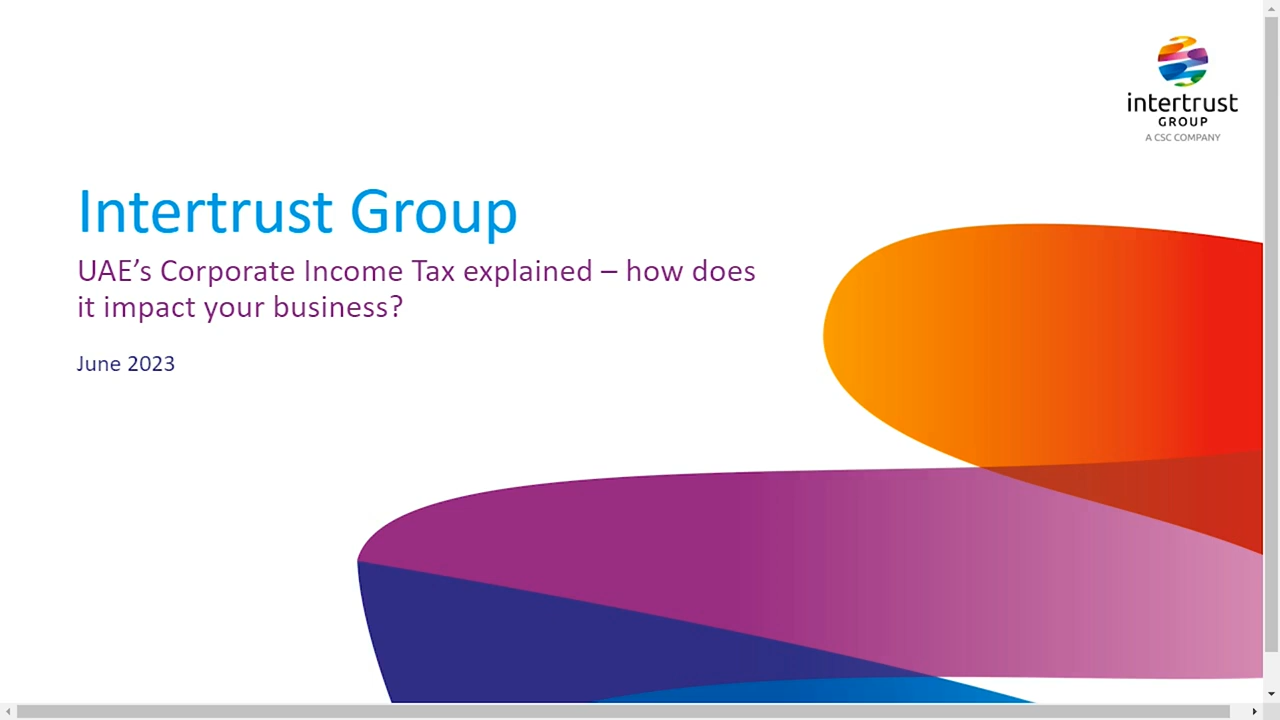 intertrust
GROUP
A CSC COMPANY
Intertrust Group
UAE’s Corporate Income Tax explained – how does
it impact your business?
June 2023